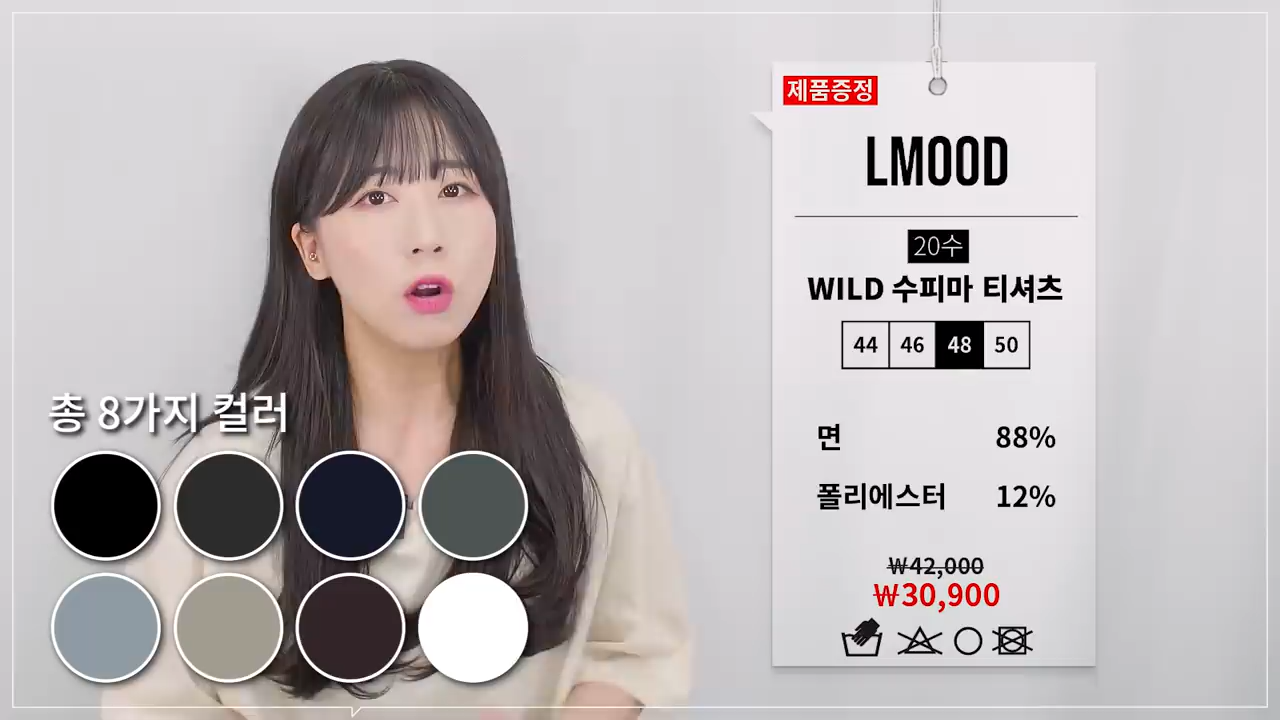 제품증정
LMOOD
20수
WILD 수피마 티셔츠
44 46 48 50
면 88%
폴리에스터 12%
₩42,000
₩30,900
총 8가지 컬러